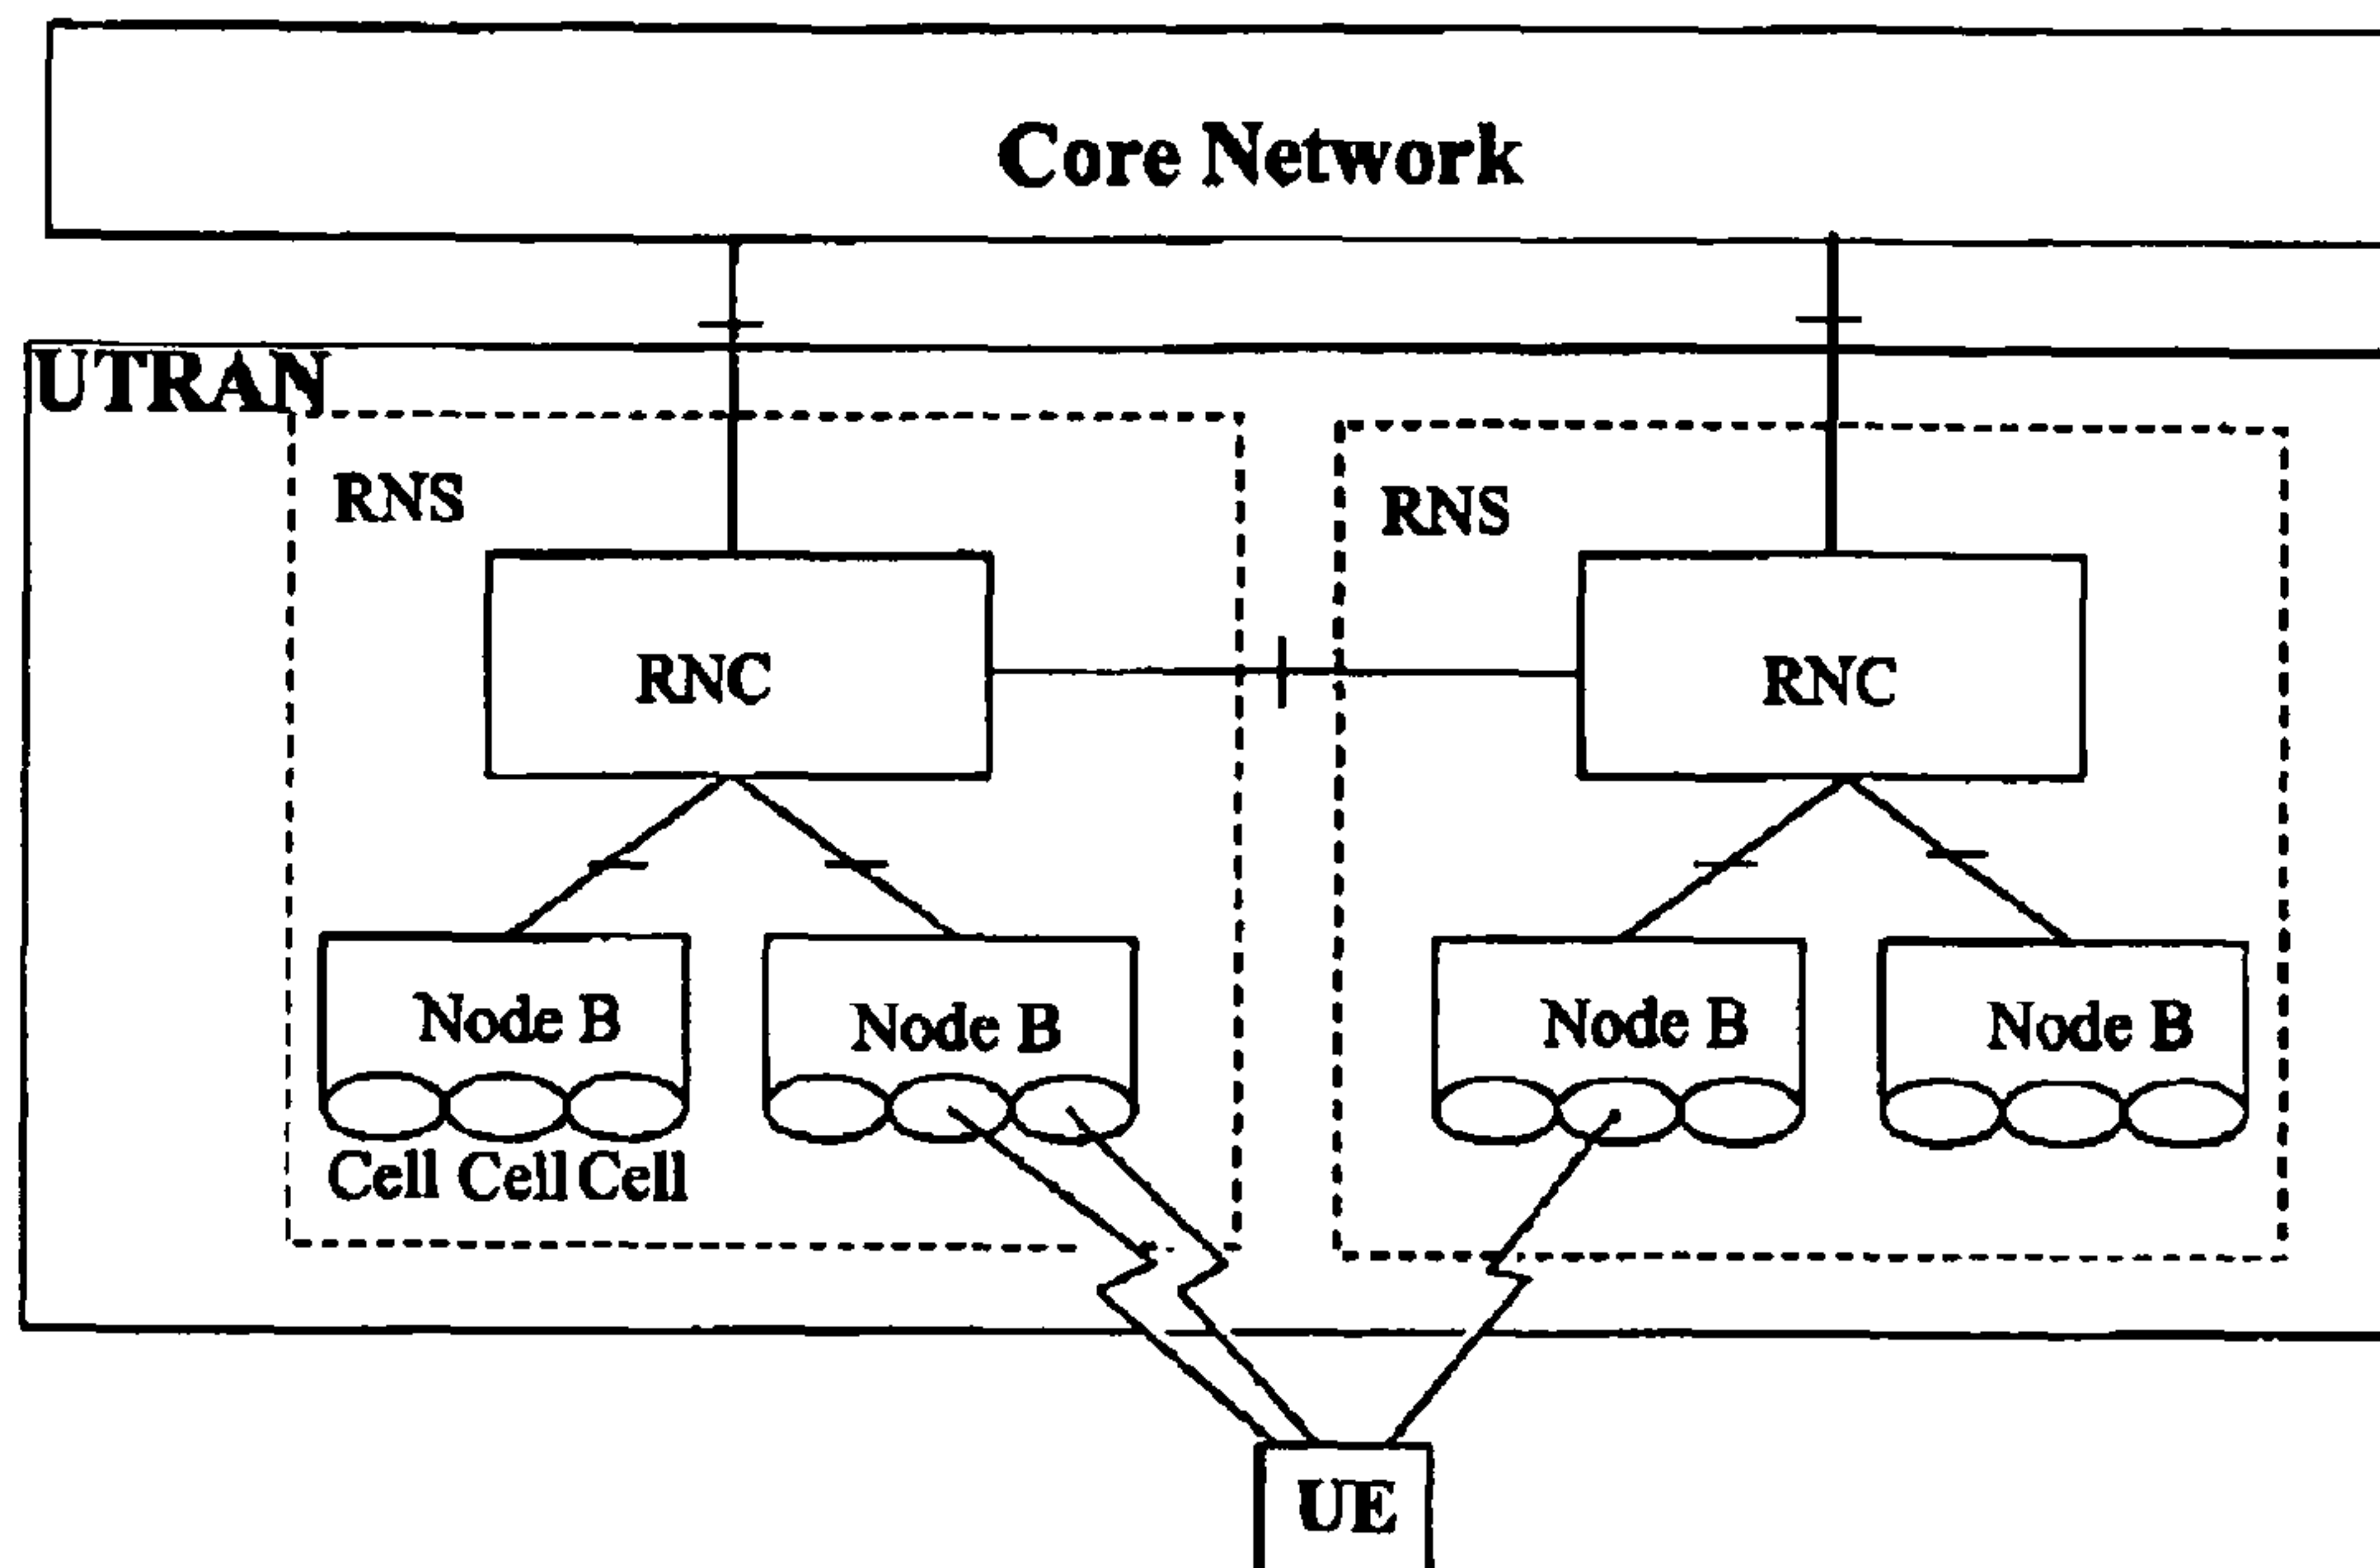 Core Network
UTRAN
RNS
RNS
RNC
RNC
Node B
Node B
Node B
Node B
Cell Cell Cell
UE